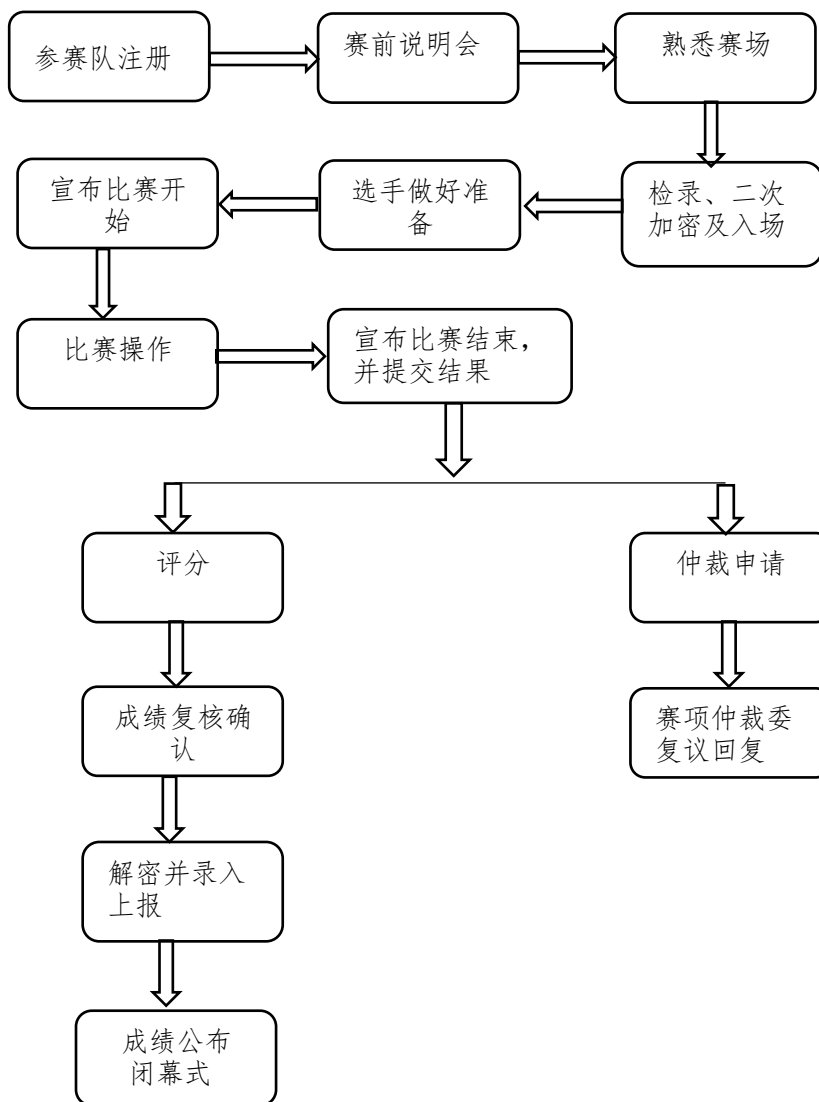 参赛队注册
赛前说明会
熟悉赛场
检录、二次
加密及入场
选手做好准
备
宣布比赛开
始
比赛操作
宣布比赛结束，
并提交结果
评分
仲裁申请
成绩复核确
认
赛项仲裁委
复议回复
解密并录入
上报
成绩公布
闭幕式